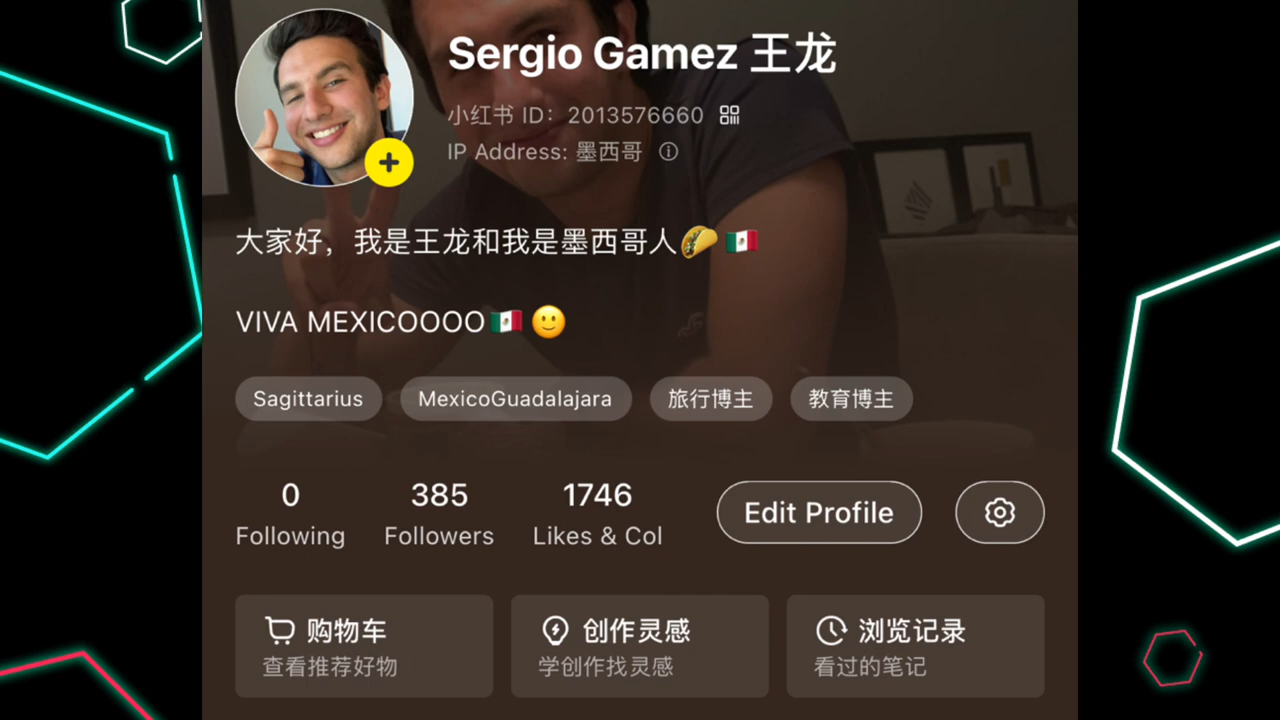 Sergio Gamez 王龙
小红书 ID: 2013576660
IP Address: 墨西哥
大家好，我是王龙和我是墨西哥人🌮🇲🇽
VIVA MEXICOOOO🇲🇽🙂
Sagittarius MexicoGuadalajara 旅行博主 教育博主
0 385 1746
Following Followers Likes & Col
Edit Profile
购物车 创作灵感 浏览记录
查看推荐好物 学创作找灵感 看过的笔记